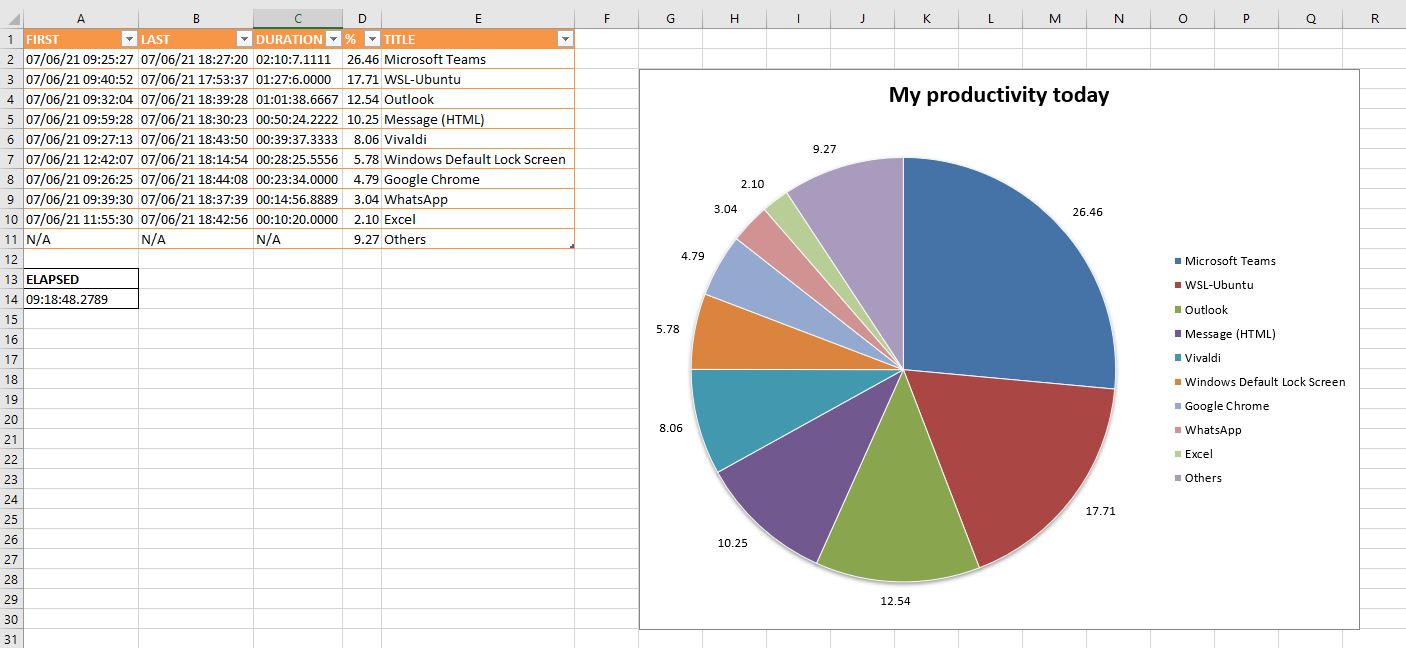 A B C D E F G H I J K L M N O P Q R
1 FIRST LAST DURATION % TITLE
2 07/06/21 09:25:27 07/06/21 18:27:20 02:10:7.1111 26.46 Microsoft Teams
3 07/06/21 09:40:52 07/06/21 17:53:37 01:27:6.0000 17.71 WSL-Ubuntu
4 07/06/21 09:32:04 07/06/21 18:39:28 01:01:38.6667 12.54 Outlook
5 07/06/21 09:59:28 07/06/21 18:30:23 00:50:24.2222 10.25 Message (HTML)
6 07/06/21 09:27:13 07/06/21 18:43:50 00:39:37.3333 8.06 Vivaldi
7 07/06/21 12:42:07 07/06/21 18:14:54 00:28:25.5556 5.78 Windows Default Lock Screen
8 07/06/21 09:26:25 07/06/21 18:44:08 00:23:34.0000 4.79 Google Chrome
9 07/06/21 09:39:30 07/06/21 18:37:39 00:14:56.8889 3.04 WhatsApp
10 07/06/21 11:55:30 07/06/21 18:42:56 00:10:20.0000 2.10 Excel
11 N/A N/A N/A 9.27 Others
12
13 ELAPSED
14 09:18:48.2789
15
16
17
18
19
20
21
22
23
24
25
26
27
28
29
30
31
My productivity today
9.27
2.10
3.04
26.46
4.79
5.78
8.06
17.71
10.25
12.54
Microsoft Teams
WSL-Ubuntu
Outlook
Message (HTML)
Vivaldi
Windows Default Lock Screen
Google Chrome
WhatsApp
Excel
Others